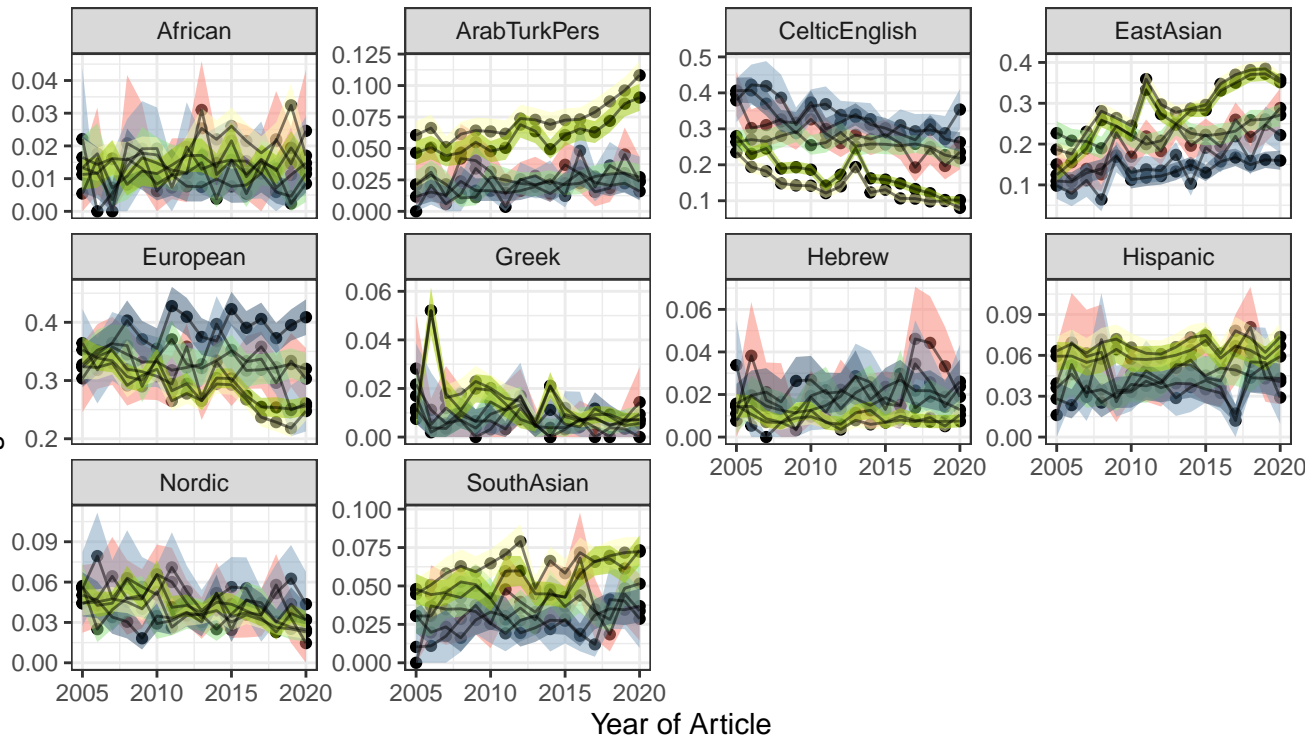 African ArabTurkPers CelticEnglish EastAsian
0.04 0.03 0.02 0.01 0.00
0.125 0.100 0.075 0.050 0.025 0.000
0.5 0.4 0.3 0.2 0.1
0.4 0.3 0.2 0.1
European Greek Hebrew Hispanic
0.4 0.3 0.2
0.06 0.04 0.02 0.00
0.06 0.04 0.02 0.00
0.09 0.06 0.03 0.00
2005 2010 2015 2020 2005 2010 2015 2020
Nordic SouthAsian
0.09 0.06 0.03 0.00
0.100 0.075 0.050 0.025 0.000
2005 2010 2015 2020 2005 2010 2015 2020
Year of Article